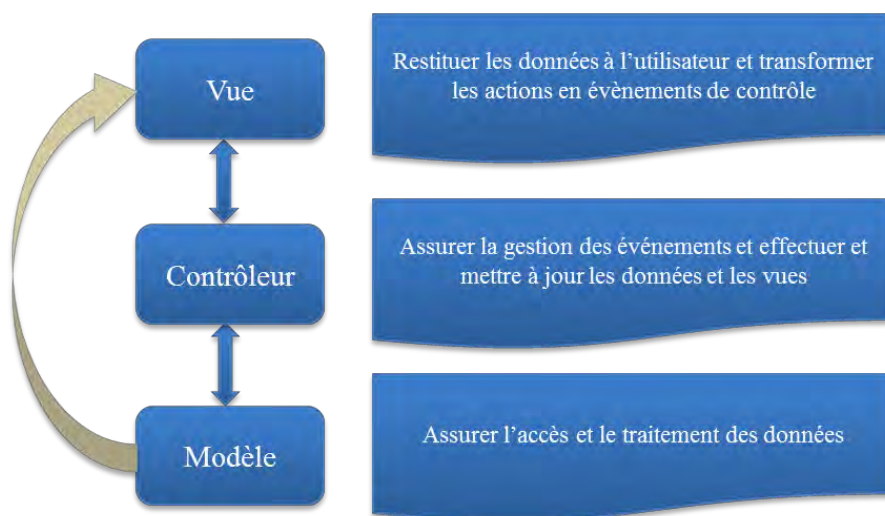 Vue
Restituer les données à l'utilisateur et transformer
les actions en évènements de contrôle
Contrôleur
Assurer la gestion des événements et effectuer et
mettre à jour les données et les vues
Modèle
Assurer l'accès et le traitement des données